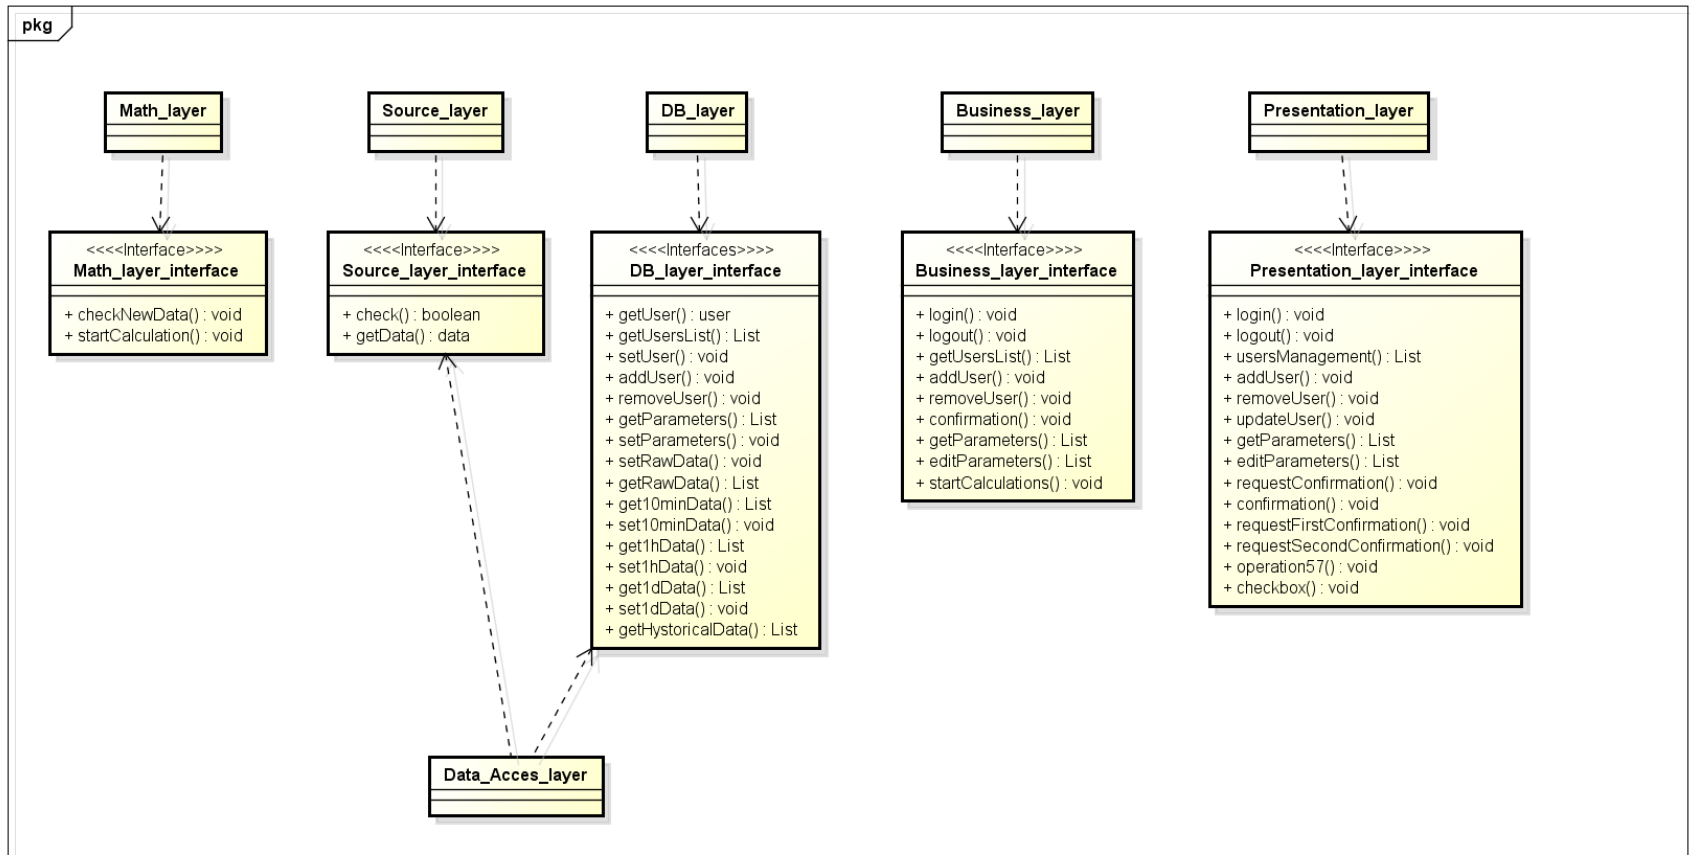 pkg
Math_layer
Source_layer
DB_layer
Business_layer
Presentation_layer
<<<<Interface>>>>
Math_layer_interface
+ checkNewData() : void
+ startCalculation() : void
<<<<Interface>>>>
Source_layer_interface
+ check() : boolean
+ getData() : data
<<<<Interfaces>>>>
DB_layer_interface
+ getUser() : user
+ getUsersList() : List
+ setUser() : void
+ addUser() : void
+ removeUser() : void
+ getParameters() : List
+ setParameters() : void
+ setRawData() : void
+ getRawData() : List
+ get10minData() : List
+ set10minData() : void
+ get1hData() : List
+ set1hData() : void
+ get1dData() : List
+ set1dData() : void
+ getHystoricalData() : List
<<<<Interface>>>>
Business_layer_interface
+ login() : void
+ logout() : void
+ getUsersList() : List
+ addUser() : void
+ removeUser() : void
+ confirmation() : void
+ getParameters() : List
+ editParameters() : List
+ startCalculations() : void
<<<<Interface>>>>
Presentation_layer_interface
+ login() : void
+ logout() : void
+ usersManagement() : List
+ addUser() : void
+ removeUser() : void
+ updateUser() : void
+ getParameters() : List
+ editParameters() : List
+ requestConfirmation() : void
+ confirmation() : void
+ requestFirstConfirmation() : void
+ requestSecondConfirmation() : void
+ operation57() : void
+ checkbox() : void
Data_Acces_layer